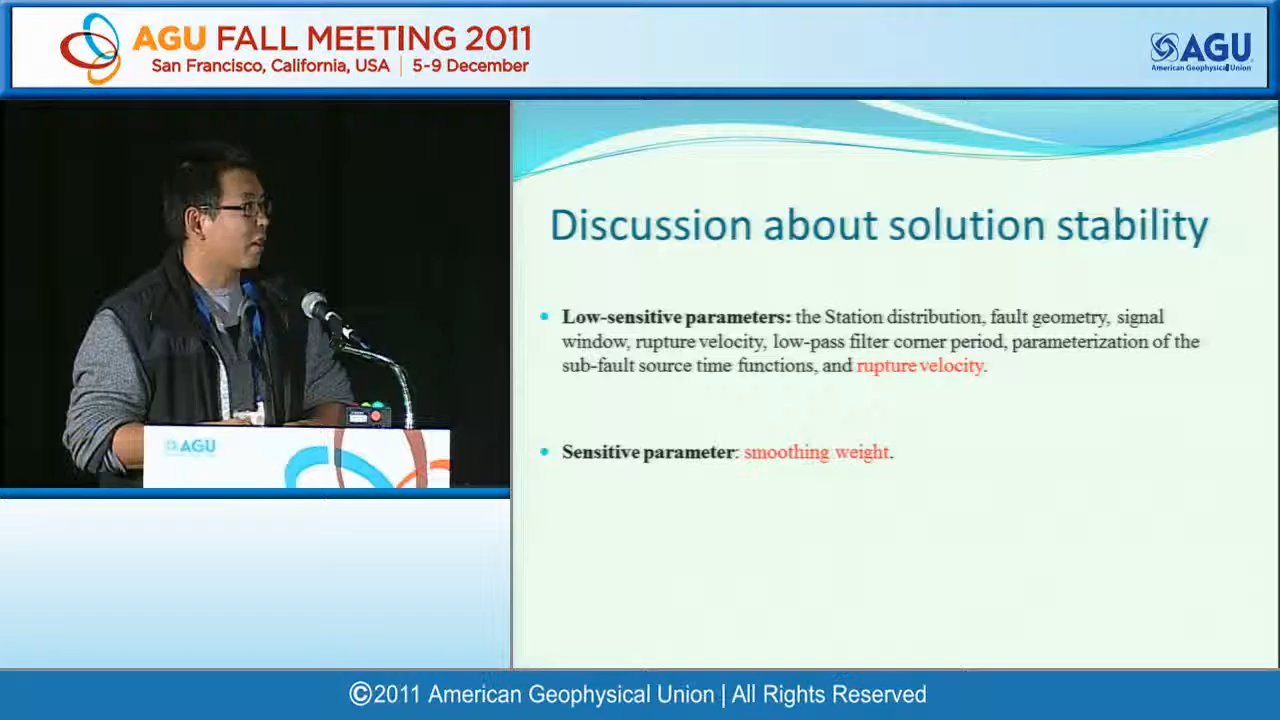 AGU FALL MEETING 2011
San Francisco, California, USA | 5-9 December
AGU
American Geophysical Union
Discussion about solution stability
• Low-sensitive parameters: the Station distribution, fault geometry, signal
window, rupture velocity, low-pass filter corner period, parameterization of the
sub-fault source time functions, and rupture velocity.
• Sensitive parameter: smoothing weight.
AGU
©2011 American Geophysical Union | All Rights Reserved